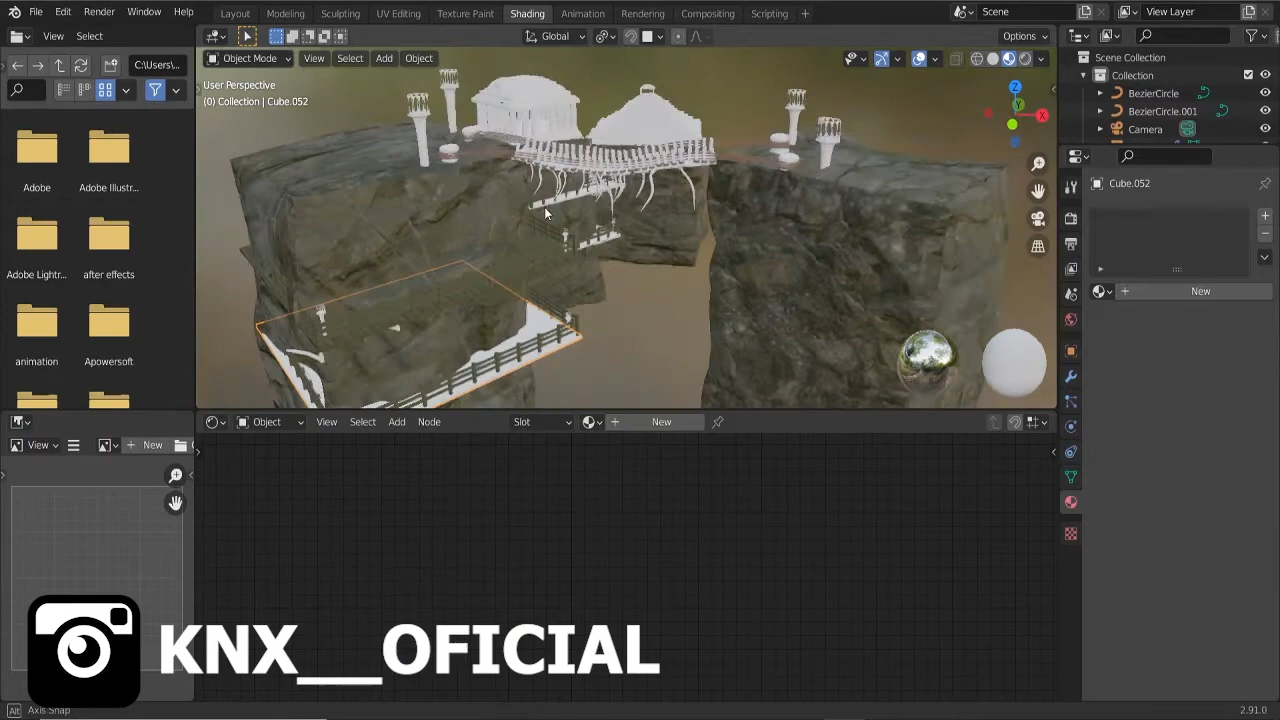 File Edit Render Window Help
Layout Modeling Sculpting UV Editing Texture Paint Shading Animation Rendering Compositing Scripting +
Scene
View Layer
View Select
Global
Options
C:\Users\...
Object Mode View Select Add Object
User Perspective
(0) Collection | Cube.052
Z
Y
X
Scene Collection
Collection
BezierCircle
BezierCircle.001
Camera
Adobe
Adobe Illustr...
Adobe Lightr...
after effects
animation
Apowersoft
Cube.052
New
Object View Select Add Node
Slot
New
View
New
KNX___OFICIAL
Alt Axis Snap
2.91.0